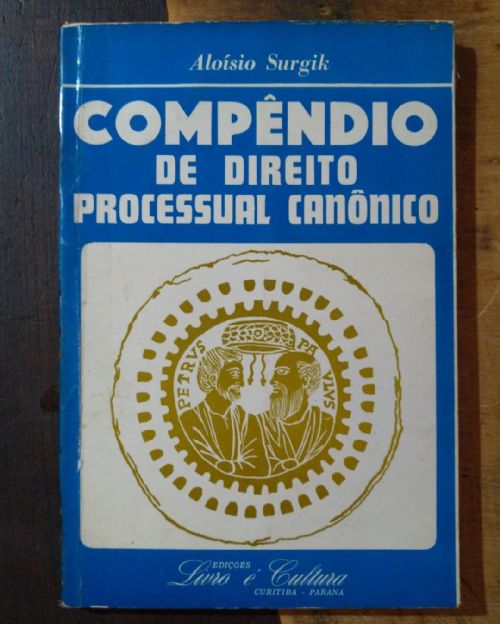 Aloísio Surgik
COMPÊNDIO
DE DIREITO
PROCESSUAL CANÔNICO
PETRVS PAVLVS
EDIÇÕES
Livro é Cultura
CURITIBA - PARANÁ